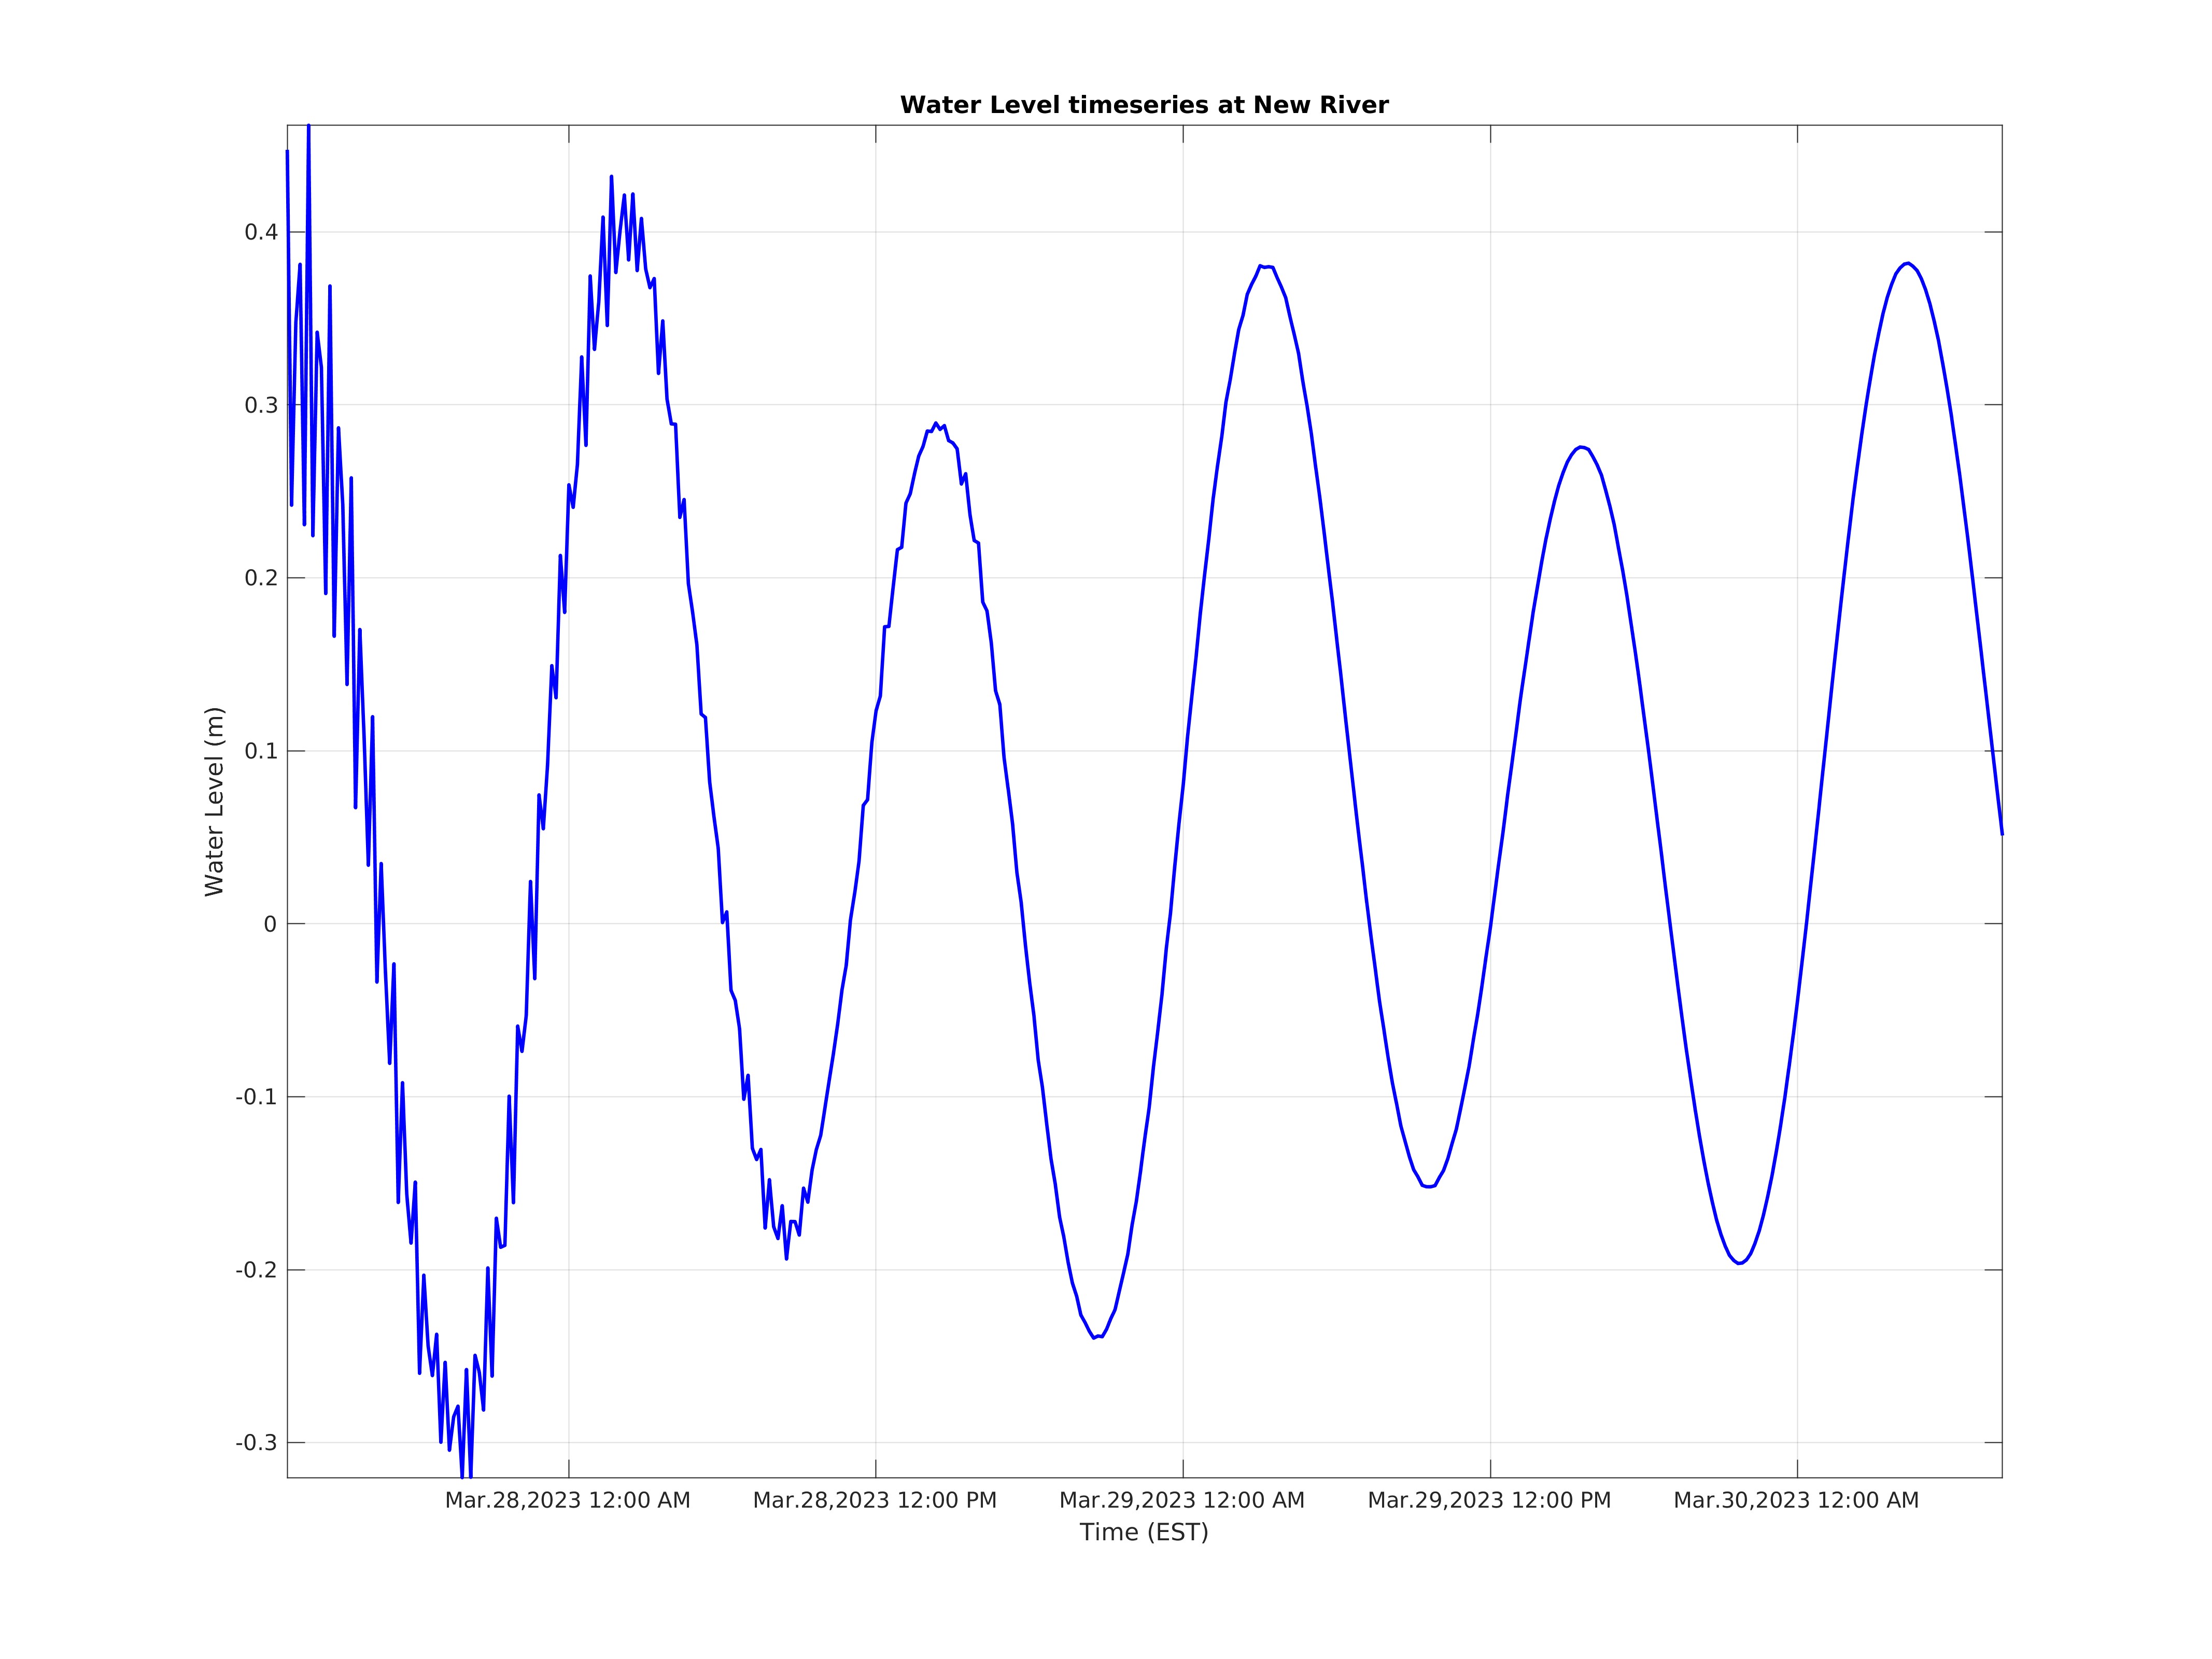 Water Level timeseries at New River
0.4
0.3
0.2
0.1
0
-0.1
-0.2
-0.3
Water Level (m)
Mar.28,2023 12:00 AM
Mar.28,2023 12:00 PM
Mar.29,2023 12:00 AM
Mar.29,2023 12:00 PM
Mar.30,2023 12:00 AM
Time (EST)